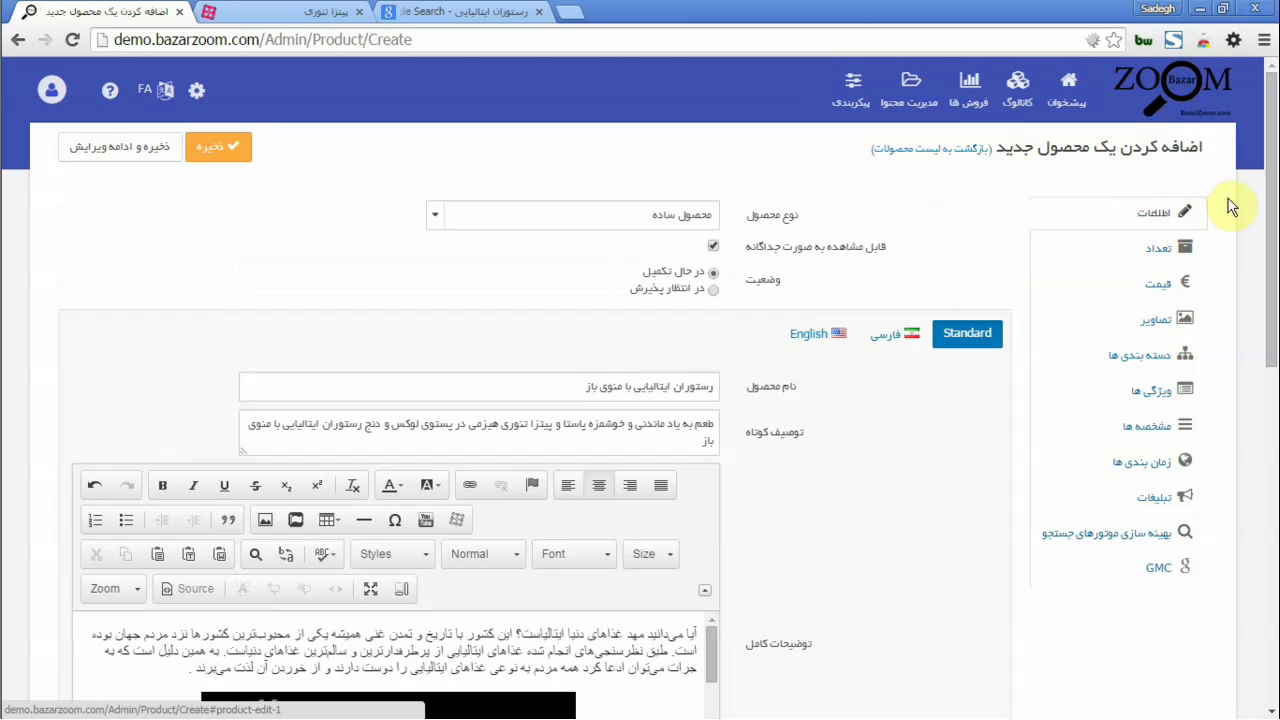 اضافه کردن یک محصول جدید
پیتزا تنوری
رستوران ایتالیایی - le Search
Sadegh
demo.bazarzoom.com/Admin/Product/Create
bw
S
FA
پیشخوان
کاتالوگ
فروش ها
مدیریت محتوا
پیکربندی
ZOOM
Bazar
BazarZoom.com
اضافه کردن یک محصول جدید (بازگشت به لیست محصولات)
ذخیره
ذخیره و ادامه ویرایش
اطلاعات
تعداد
قیمت
تصاویر
دسته بندی ها
ویژگی ها
مشخصه ها
زمان بندی ها
تبلیغات
بهینه سازی موتورهای جستجو
GMC
نوع محصول
محصول ساده
قابل مشاهده به صورت جداگانه
وضعیت
در حال تکمیل
در انتظار پذیرش
Standard
فارسی
English
نام محصول
رستوران ایتالیایی با منوی باز
توصیف کوتاه
طعم به یاد ماندنی و خوشمزه پاستا و پیتزا تنوری هیزمی در پستوی لوکس و دنج رستوران ایتالیایی با منوی
باز
Styles
Normal
Font
Size
Zoom
Source
توضیحات کامل
آیا می‌دانید مهد غذاهای دنیا ایتالیاست؟ این کشور با تاریخ و تمدن غنی همیشه یکی از محبوب‌ترین کشورها نزد مردم جهان بوده
است. طبق نظرسنجی‌های انجام شده غذاهای ایتالیایی از پرطرفدارترین و سالم‌ترین غذاهای دنیاست. به همین دلیل است که به
جرات می‌توان ادعا کرد همه مردم به نوعی غذاهای ایتالیایی را دوست دارند و از خوردن آن لذت می‌برند .
demo.bazarzoom.com/Admin/Product/Create#product-edit-1